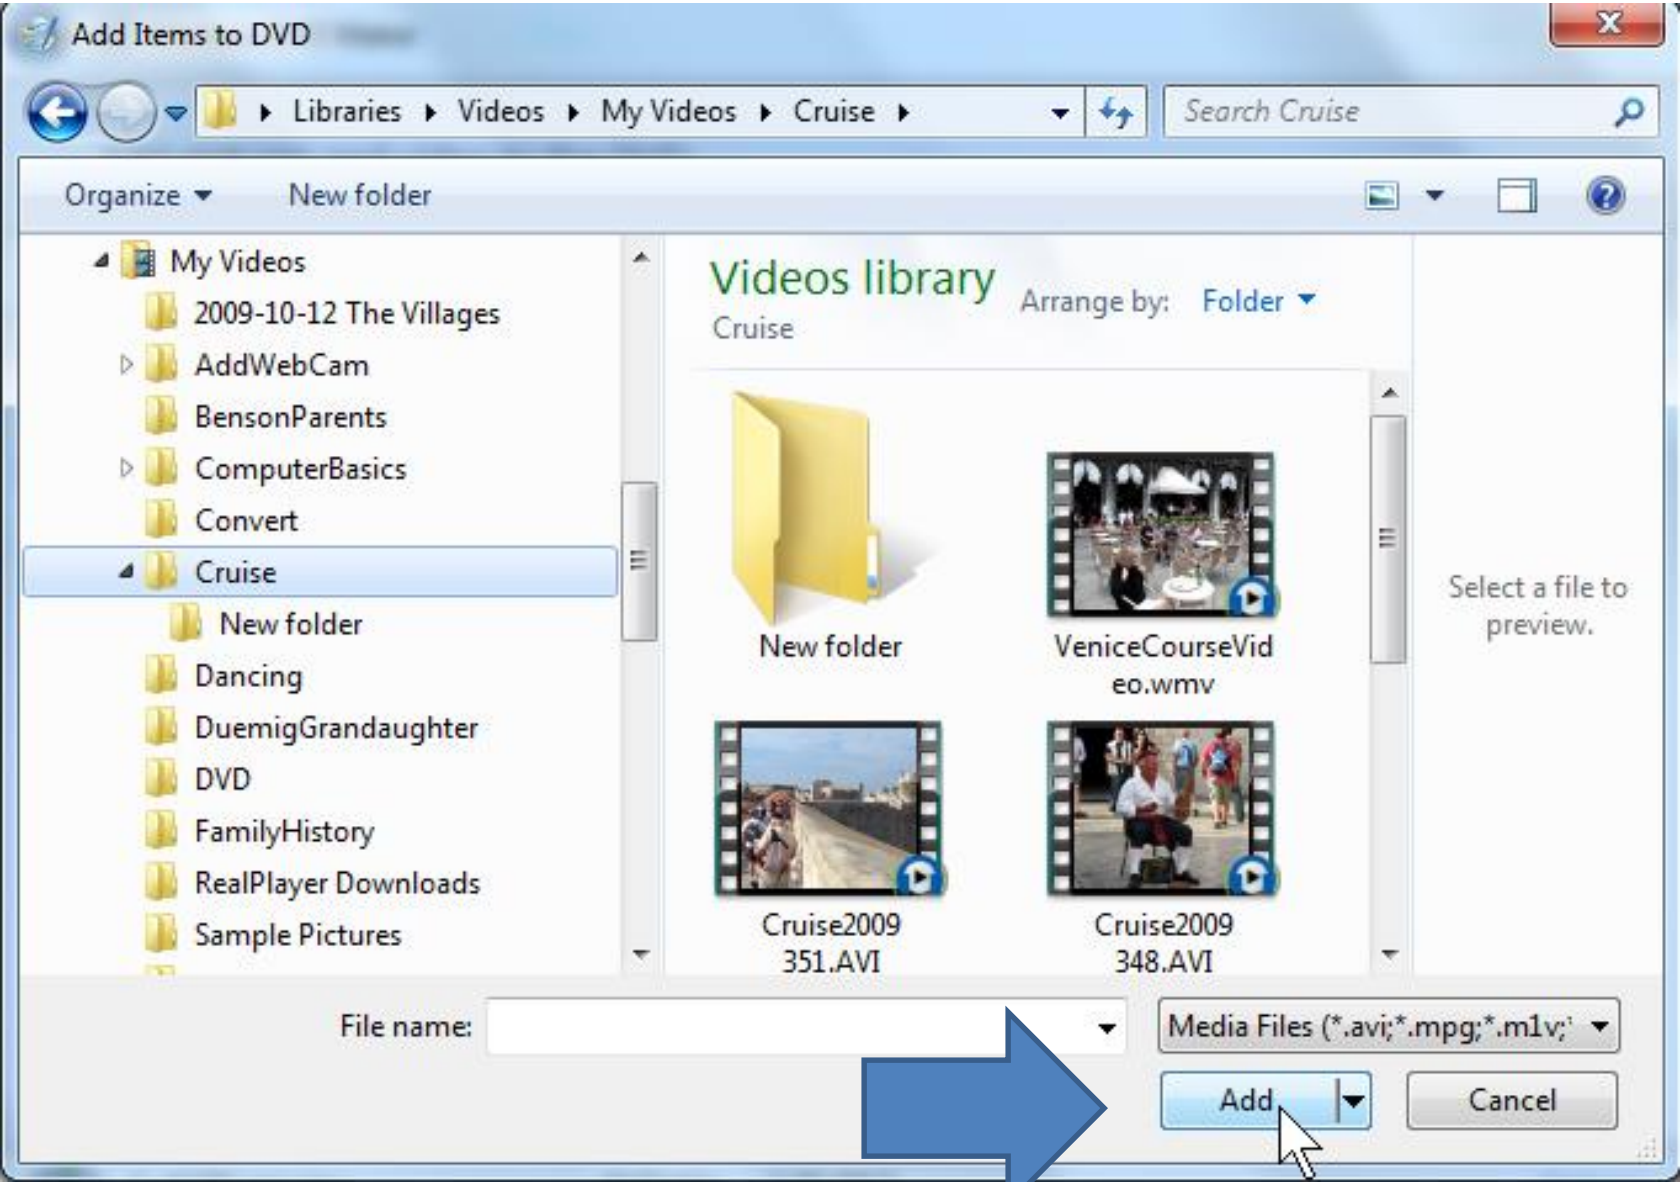 Add Items to DVD
Libraries Videos My Videos Cruise
Search Cruise
Organize New folder
My Videos
2009-10-12 The Villages
AddWebCam
BensonParents
ComputerBasics
Convert
Cruise
New folder
Dancing
DuemigGrandaughter
DVD
FamilyHistory
RealPlayer Downloads
Sample Pictures
Videos library
Cruise
Arrange by: Folder
New folder
VeniceCourseVid
eo.wmv
Cruise2009
351.AVI
Cruise2009
348.AVI
Select a file to
preview.
File name:
Media Files (*.avi;*.mpg;*.m1v;
Add
Cancel